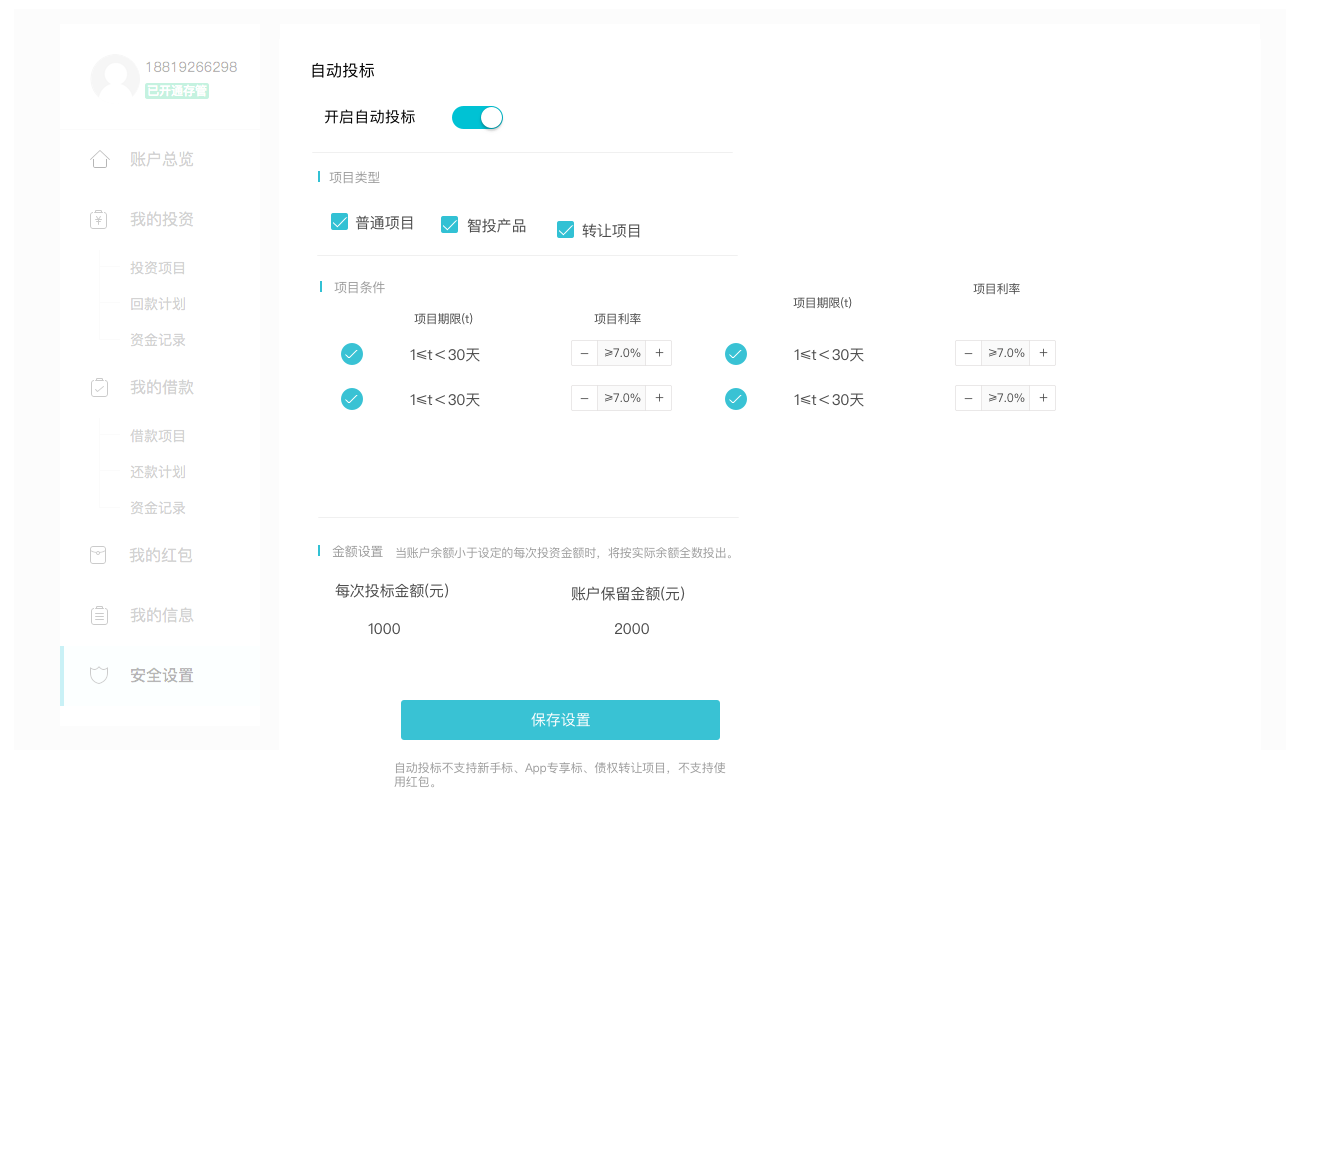 18819266298
已开通存管
账户总览
我的投资
投资项目
回款计划
资金记录
我的借款
借款项目
还款计划
资金记录
我的红包
我的信息
安全设置
自动投标
开启自动投标
项目类型
普通项目 智投产品 转让项目
项目条件
项目期限(t) 项目利率 项目期限(t) 项目利率
1≤t＜30天 － ≥7.0% ＋ 1≤t＜30天 － ≥7.0% ＋
1≤t＜30天 － ≥7.0% ＋ 1≤t＜30天 － ≥7.0% ＋
金额设置 当账户余额小于设定的每次投资金额时，将按实际余额全数投出。
每次投标金额(元) 账户保留金额(元)
1000 2000
保存设置
自动投标不支持新手标、App专享标、债权转让项目，不支持使
用红包。